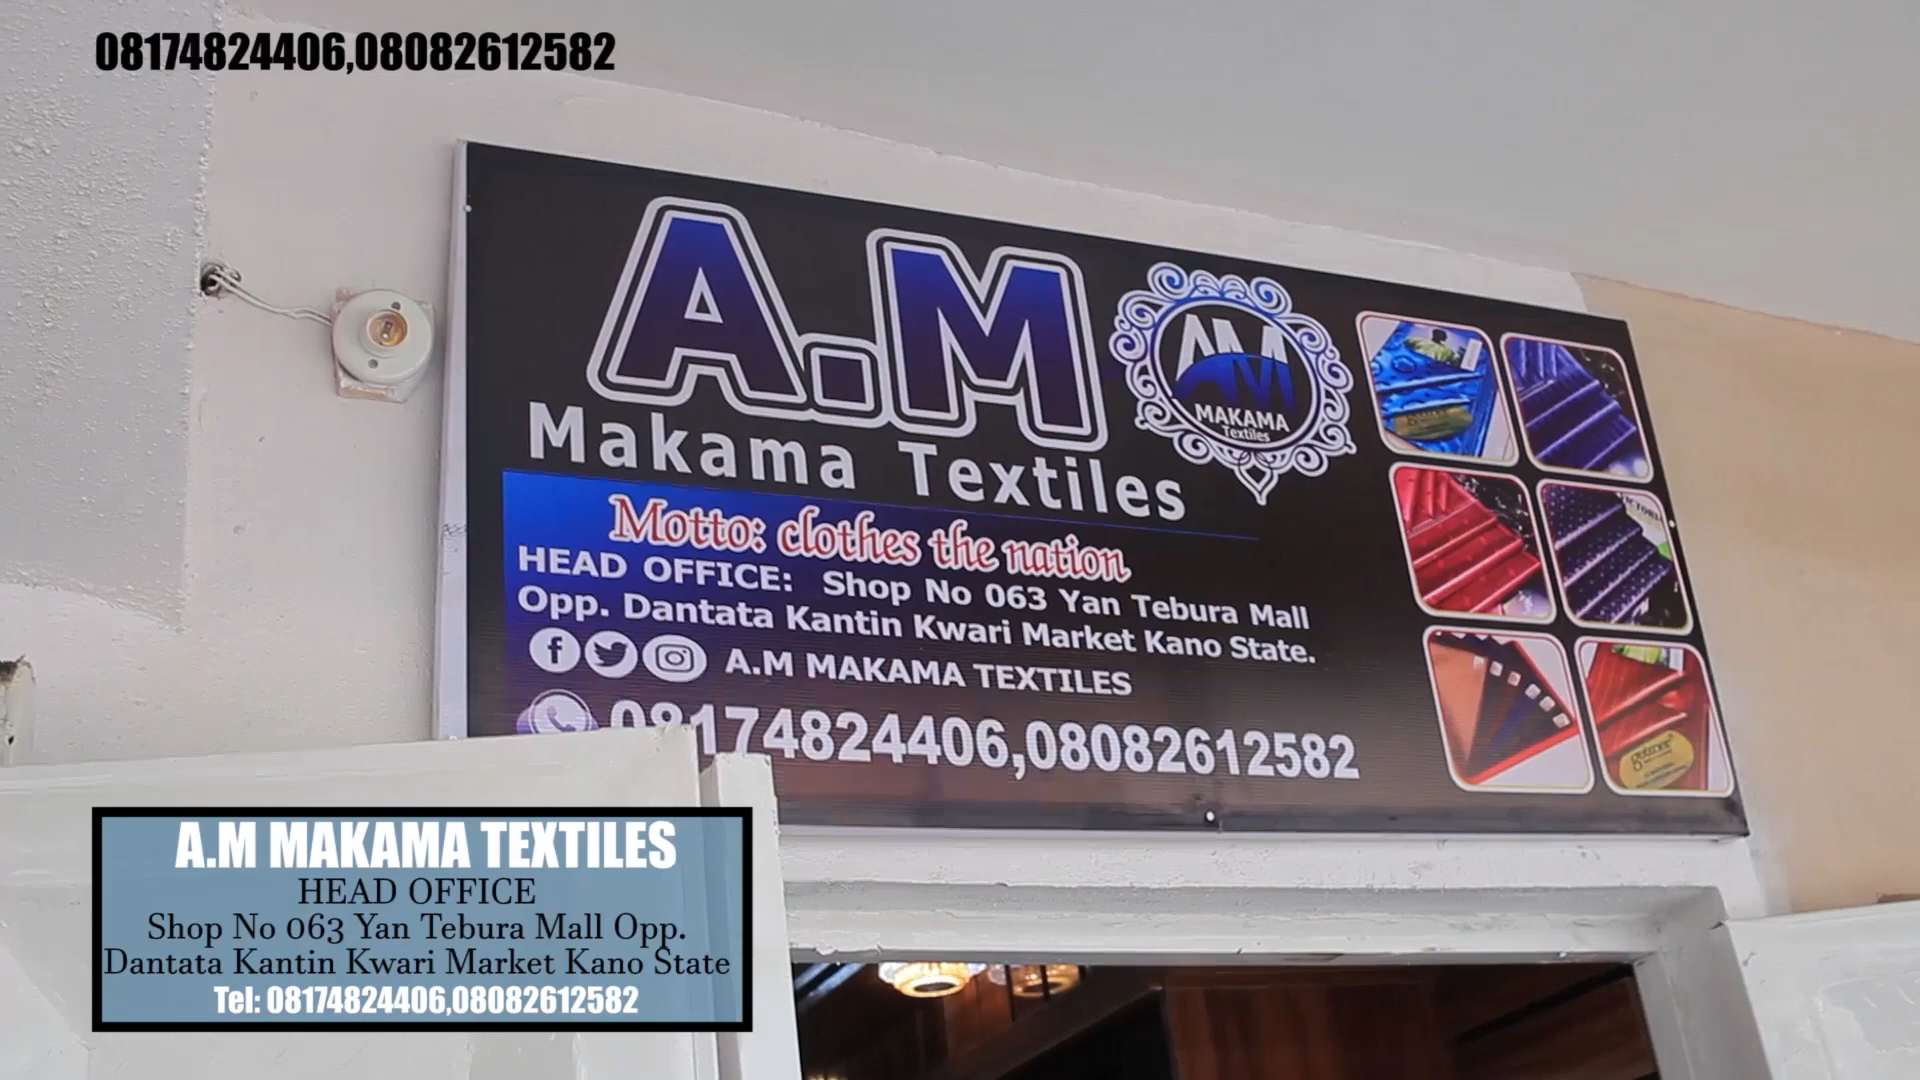 08174824406,08082612582
A.M
Makama Textiles
AM
MAKAMA
Textiles
Motto: clothes the nation
HEAD OFFICE: Shop No 063 Yan Tebura Mall
Opp. Dantata Kantin Kwari Market Kano State.
A.M MAKAMA TEXTILES
08174824406,08082612582
A.M MAKAMA TEXTILES
HEAD OFFICE
Shop No 063 Yan Tebura Mall Opp.
Dantata Kantin Kwari Market Kano State
Tel: 08174824406,08082612582